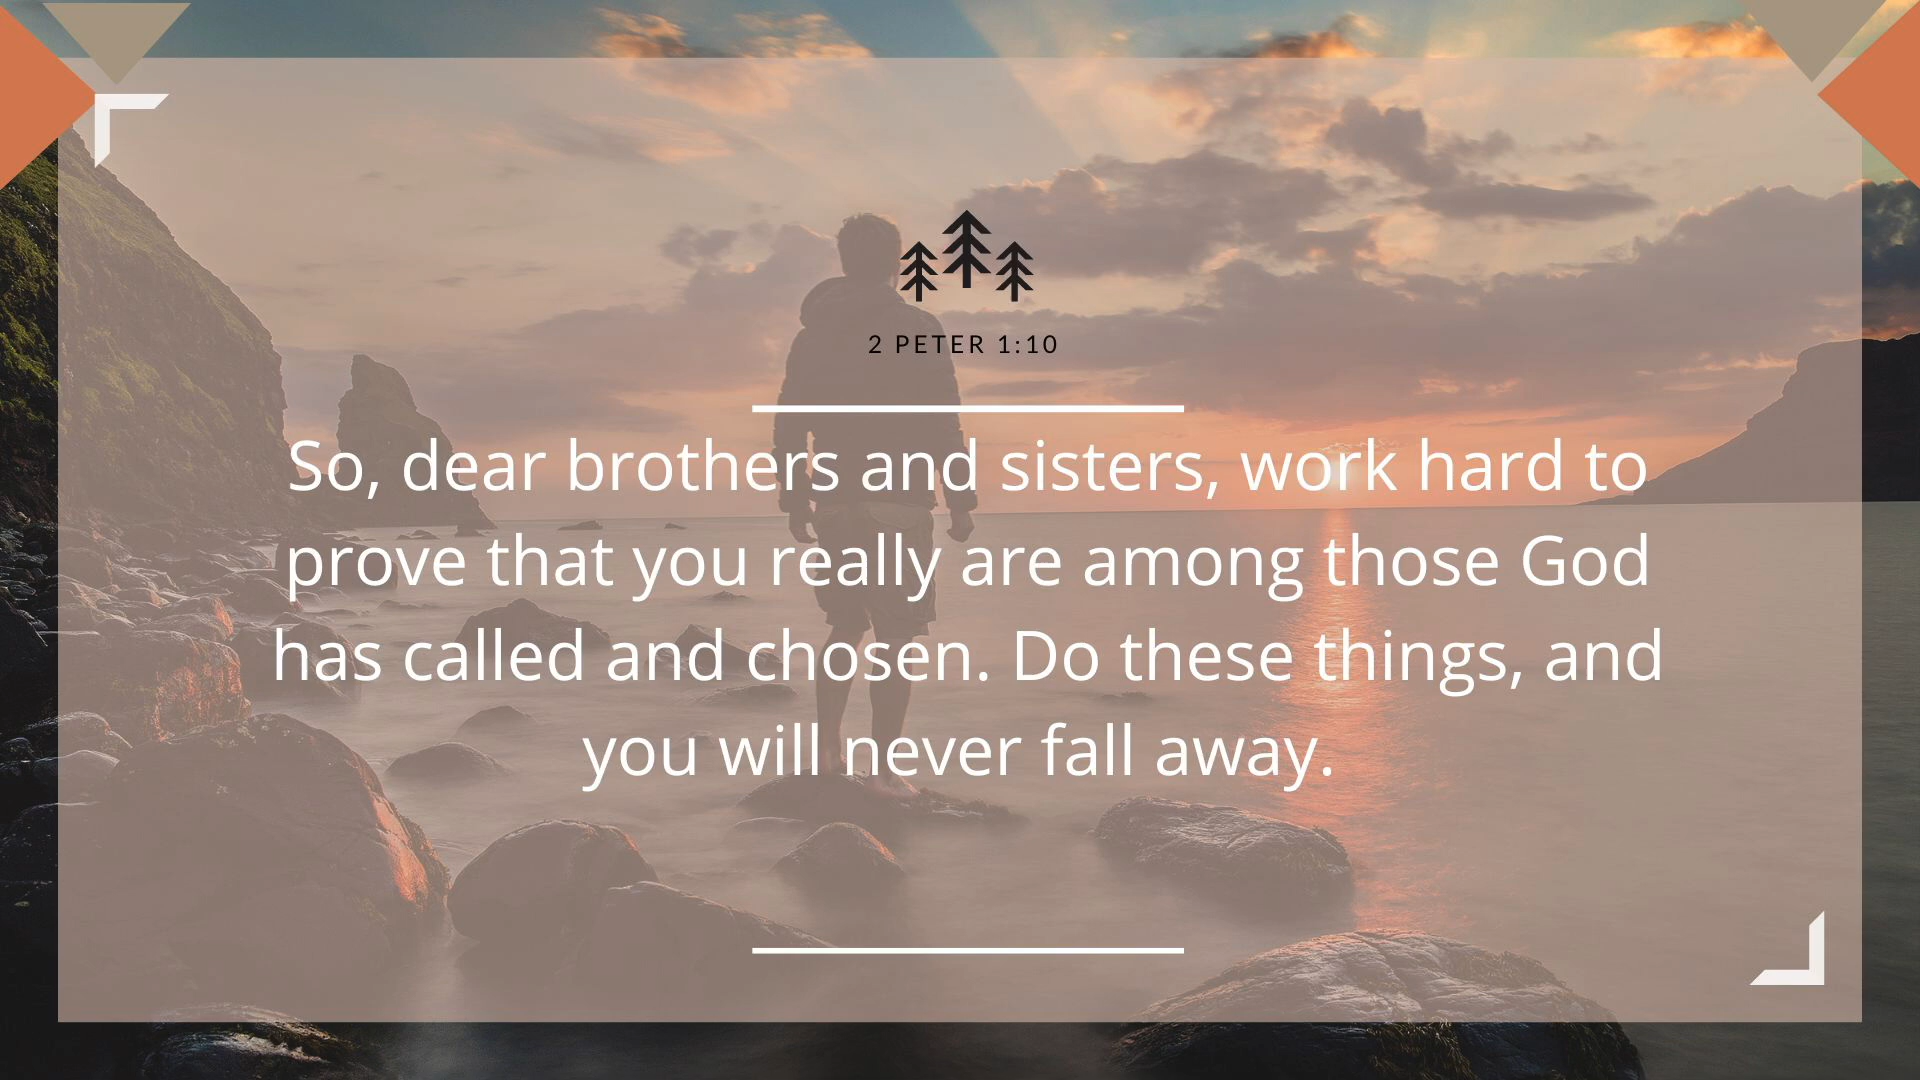 2 PETER 1:10
So, dear brothers and sisters, work hard to
prove that you really are among those God
has called and chosen. Do these things, and
you will never fall away.